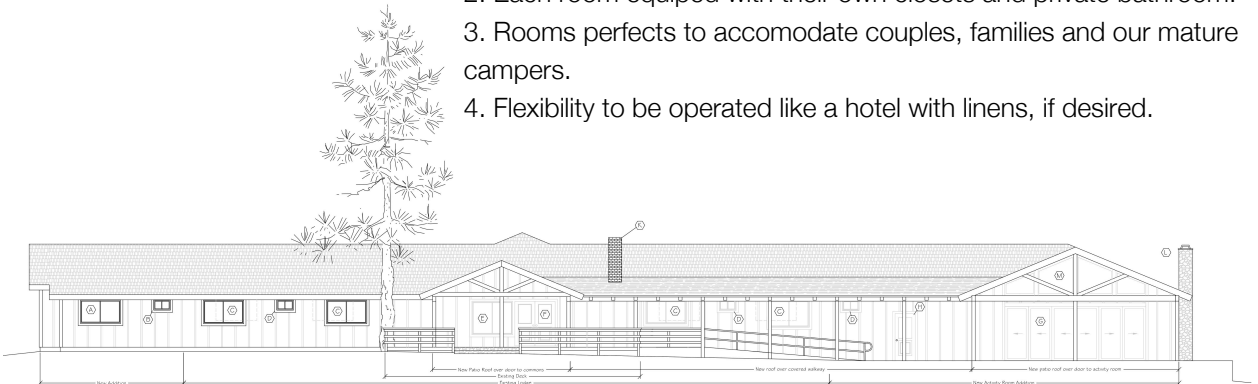 2. Each room equiped with their own closets and private bathroom.
3. Rooms perfects to accomodate couples, families and our mature
campers.
4. Flexibility to be operated like a hotel with linens, if desired.
K
L
M
A
B
C
D
C
E
F
C
D
C
D
H
G
New Patio Roof over door to commons
New roof over covered walkway
New patio roof over door to activity room
Existing Deck
New Addition
Existing Lodge
New Activity Room Addition